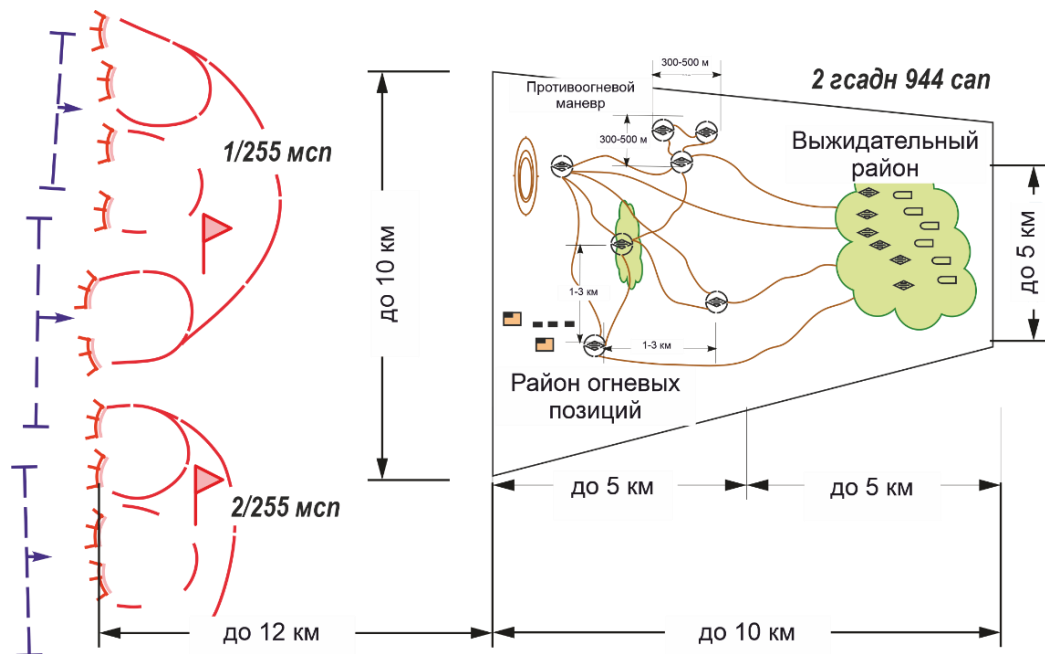 300-500 м
2 гсадн 944 сап
Противоогневой
маневр
300-500 м
Выжидательный
район
1/255 мсп
до 10 км
до 5 км
1-3 км
1-3 км
Район огневых
позиций
2/255 мсп
до 5 км
до 5 км
до 12 км
до 10 км